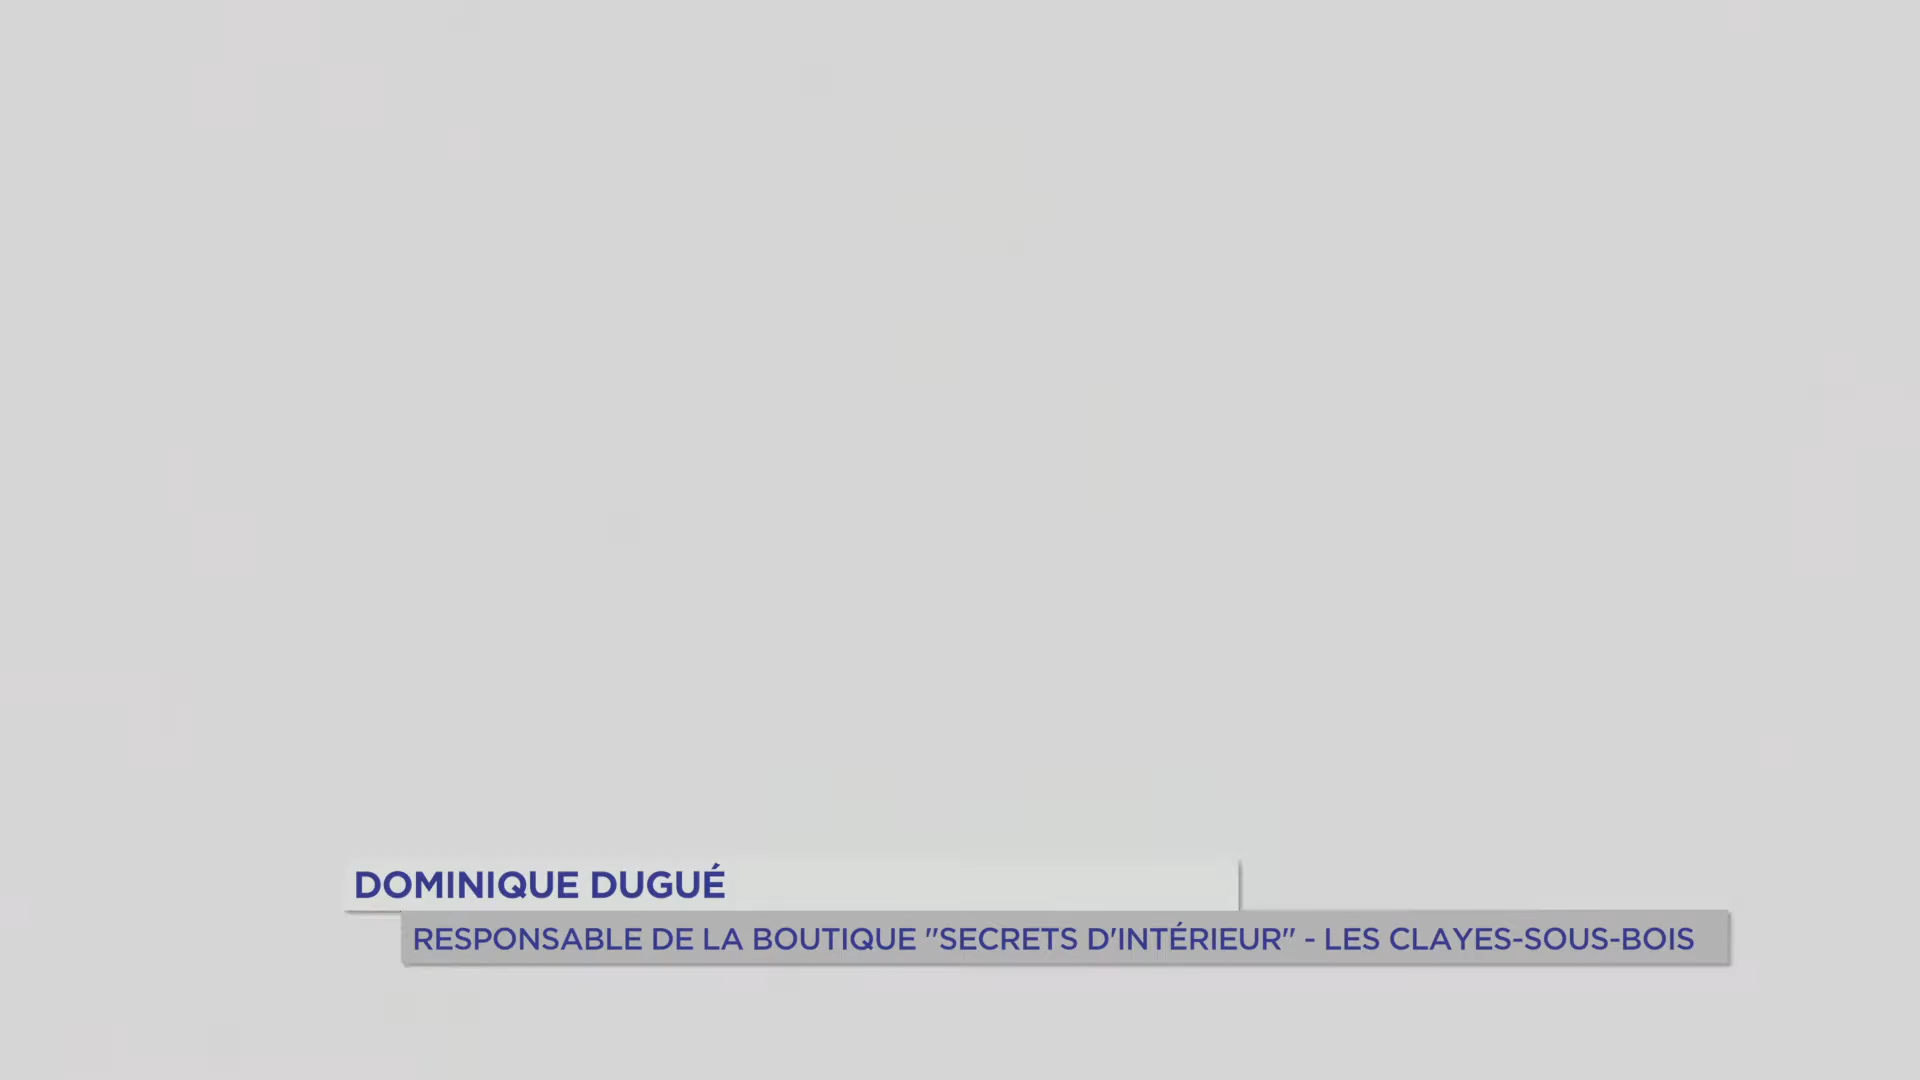 DOMINIQUE DUGUÉ
RESPONSABLE DE LA BOUTIQUE "SECRETS D'INTÉRIEUR" - LES CLAYES-SOUS-BOIS